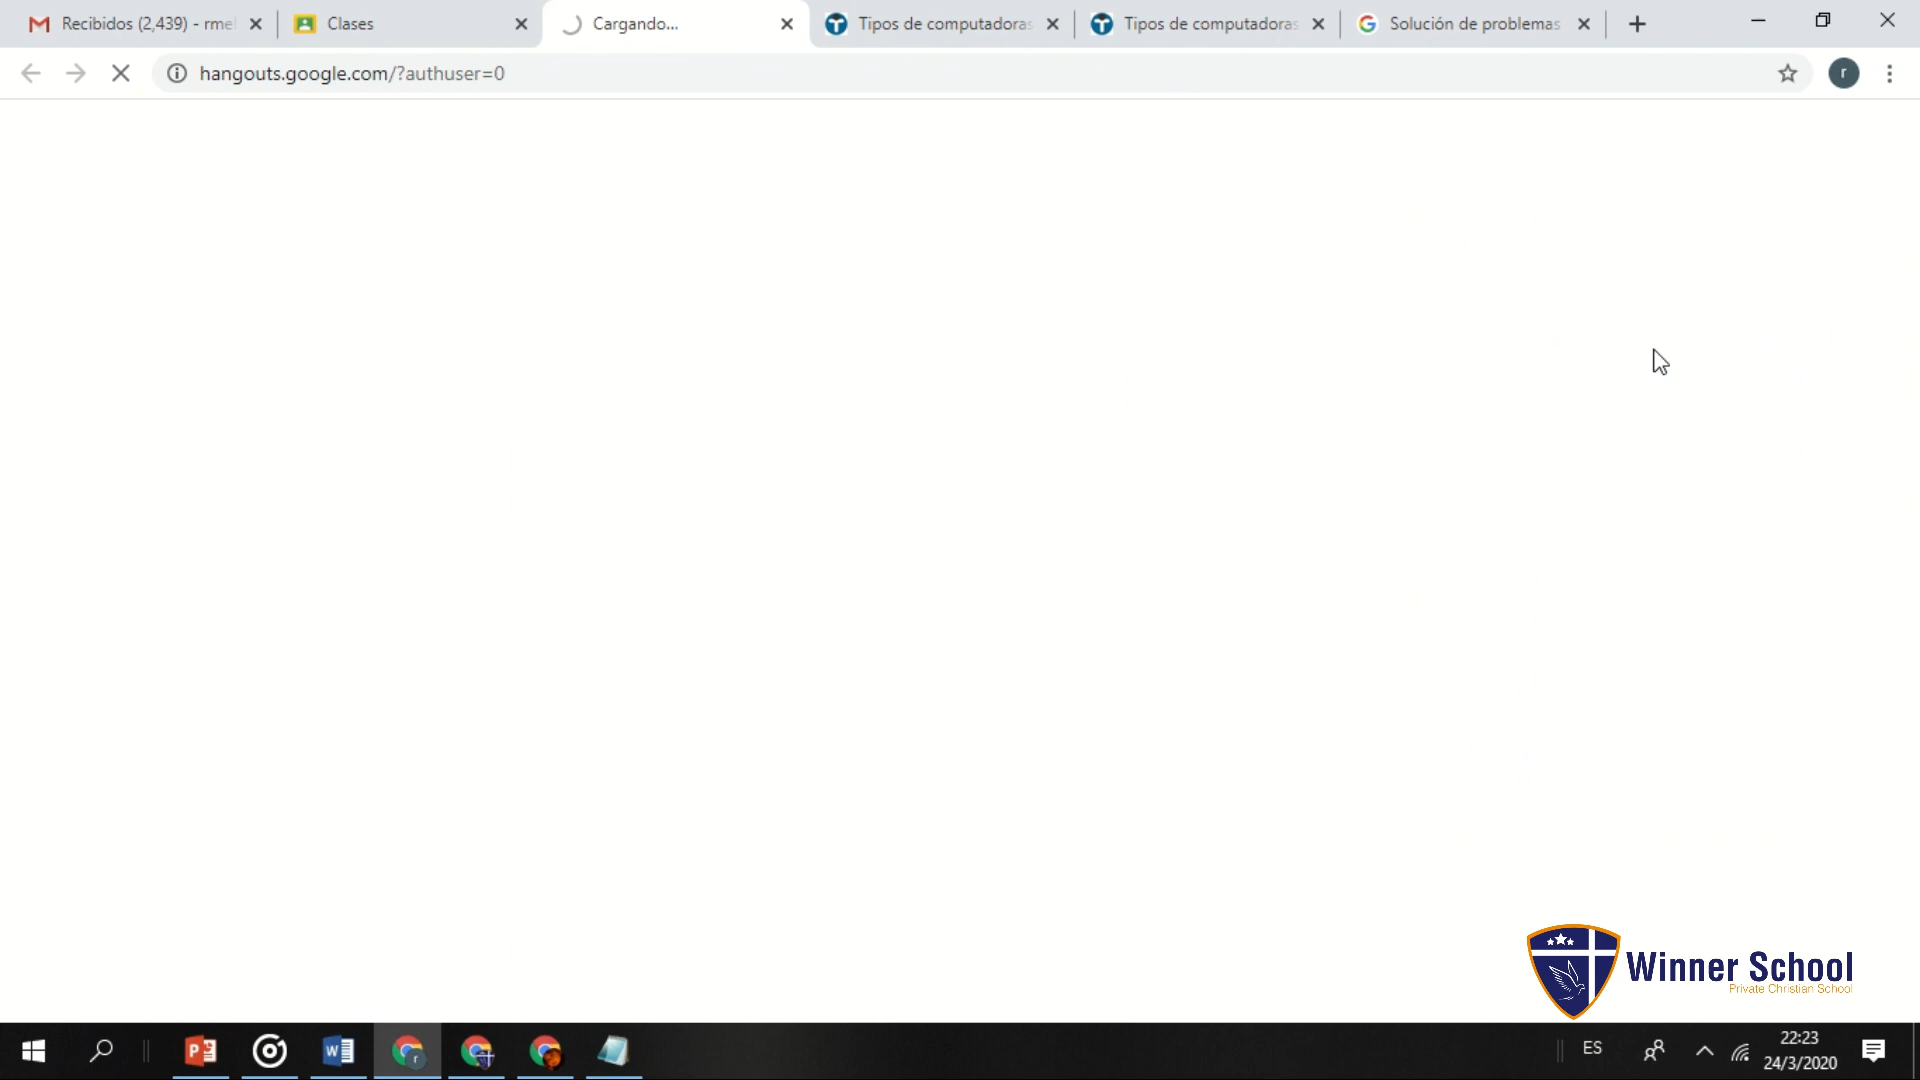 Recibidos (2,439) - rmel
Clases
Cargando...
Tipos de computadoras
Tipos de computadoras
Solución de problemas
hangouts.google.com/?authuser=0
r
Winner School
Private Christian School
r
ES
22:23
24/3/2020